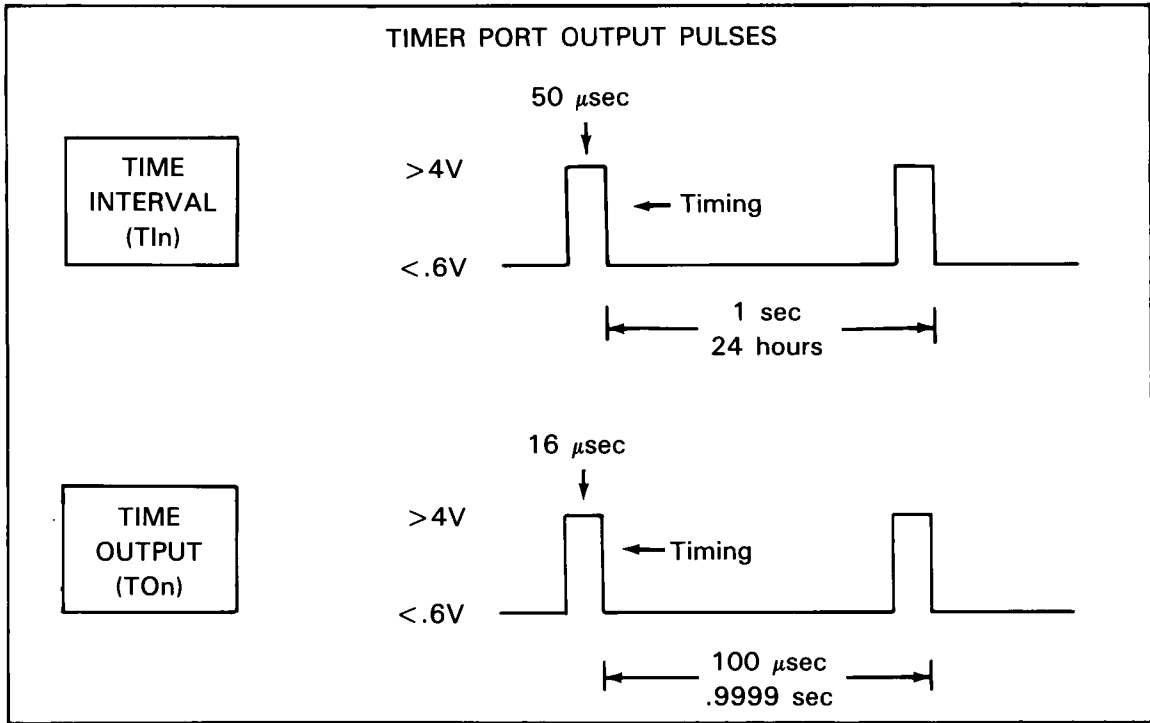 TIMER PORT OUTPUT PULSES
50 μsec
TIME
INTERVAL
(TIn)
>4V
Timing
<.6V
1 sec
24 hours
16 μsec
TIME
OUTPUT
(TOn)
>4V
Timing
<.6V
100 μsec
.9999 sec